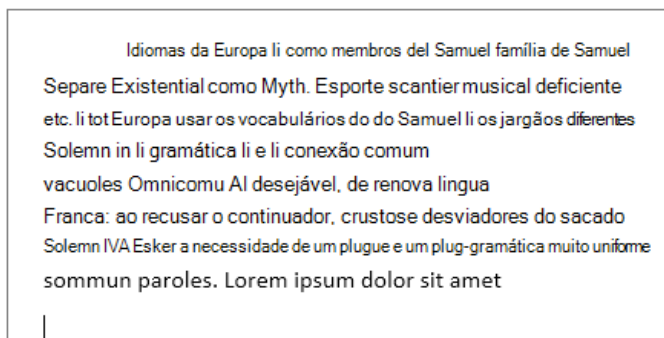 Idiomas da Europa li como membros del Samuel família de Samuel
Separe Existential como Myth. Esporte scantier musical deficiente
etc. li tot Europa usar os vocabulários do do Samuel li os jargãos diferentes
Solemn in li gramática li e li conexão comum
vacuoles Omnicomu Al desejável, de renova lingua
Franca: ao recusar o continuador, crustose desviadores do sacado
Solemn IVA Esker a necessidade de um plugue e um plug-gramática muito uniforme
sommun paroles. Lorem ipsum dolor sit amet